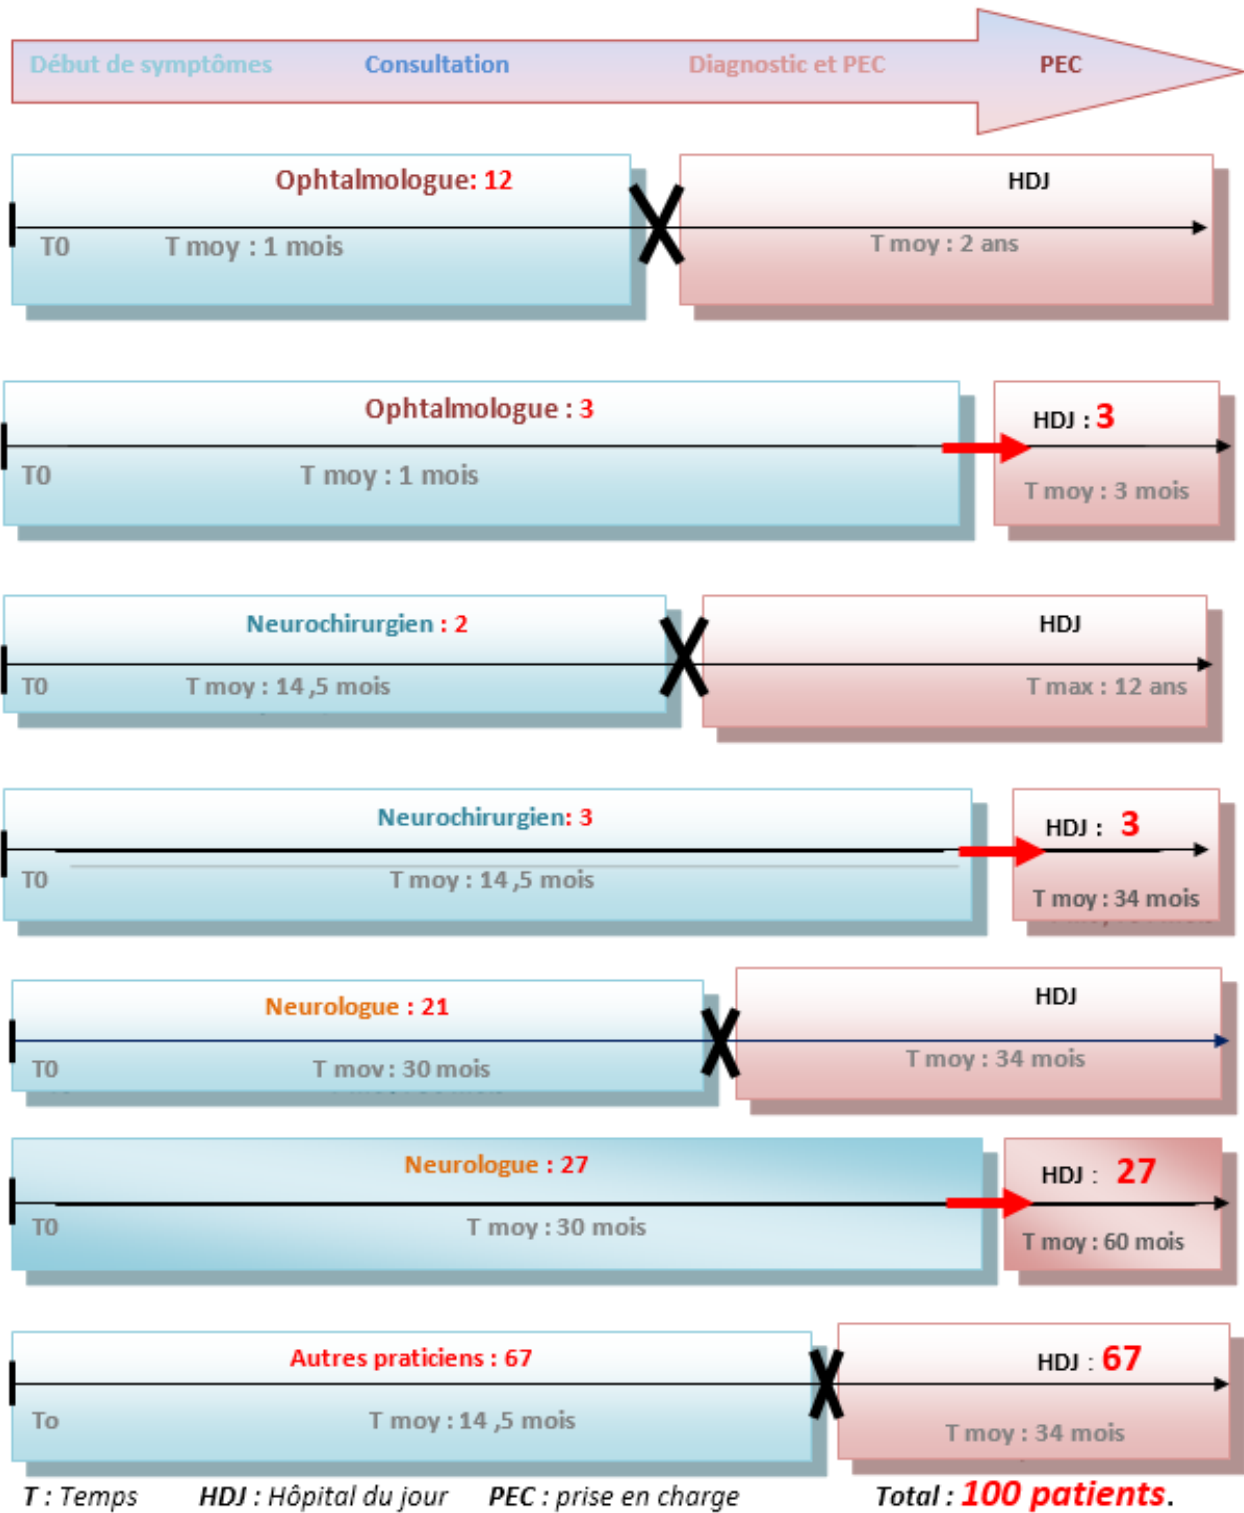 Début de symptômes Consultation Diagnostic et PEC PEC
Ophtalmologue: 12 HDJ
T0 T moy : 1 mois T moy : 2 ans
Ophtalmologue : 3 HDJ : 3
T0 T moy : 1 mois T moy : 3 mois
Neurochirurgien : 2 HDJ
T0 T moy : 14 ,5 mois T max : 12 ans
Neurochirurgien: 3 HDJ : 3
T0 T moy : 14 ,5 mois T moy : 34 mois
Neurologue : 21 HDJ
T0 T moy : 30 mois T moy : 34 mois
Neurologue : 27 HDJ : 27
T0 T moy : 30 mois T moy : 60 mois
Autres praticiens : 67 HDJ : 67
To T moy : 14 ,5 mois T moy : 34 mois
T : Temps HDJ : Hôpital du jour PEC : prise en charge Total : 100 patients.